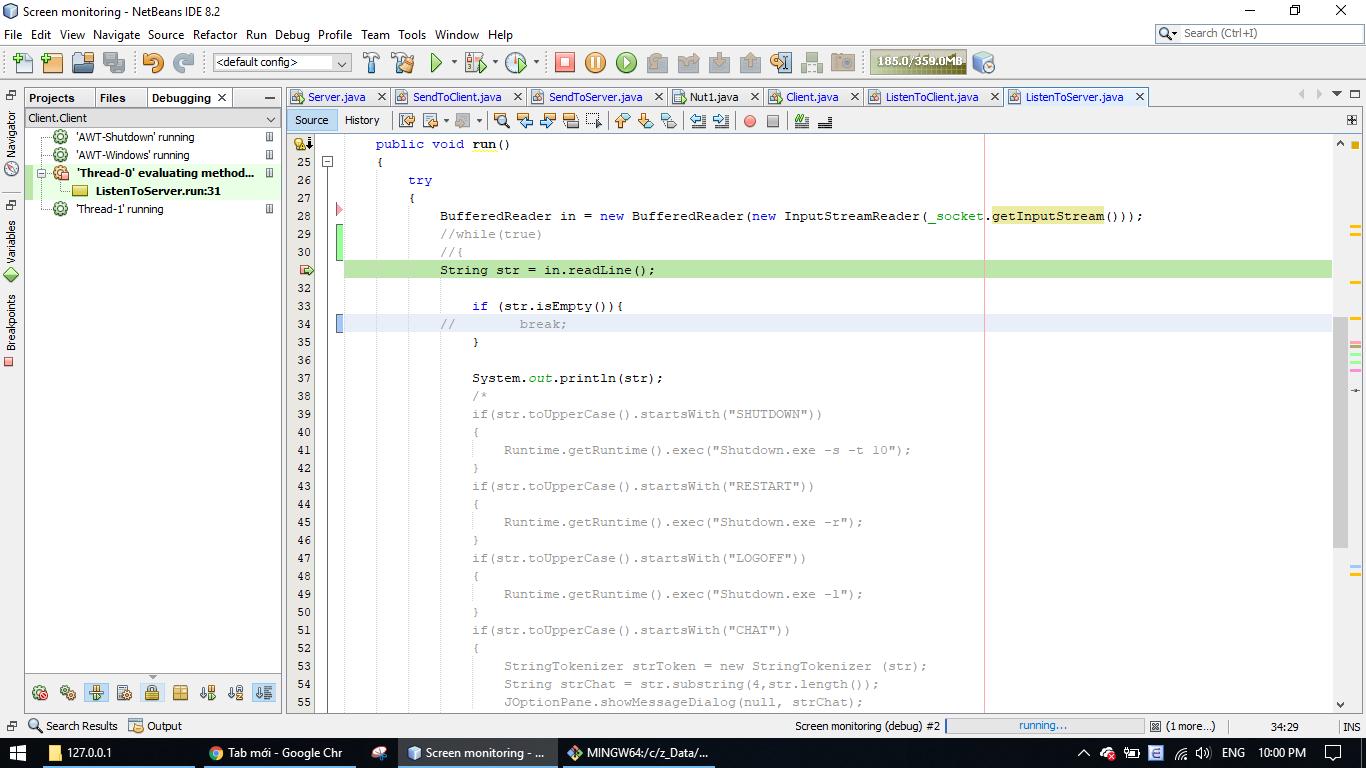 Screen monitoring - NetBeans IDE 8.2
File Edit View Navigate Source Refactor Run Debug Profile Team Tools Window Help
Search (Ctrl+I)
<default config>
185.0/359.0MB
Projects Files Debugging
Server.java SendToClient.java SendToServer.java Nut1.java Client.java ListenToClient.java ListenToServer.java
Client.Client
Source History
Navigator
Variables
Breakpoints
'AWT-Shutdown' running
'AWT-Windows' running
'Thread-0' evaluating method...
ListenToServer.run:31
'Thread-1' running
public void run()
25 {
26 try
27 {
28 BufferedReader in = new BufferedReader(new InputStreamReader(_socket.getInputStream()));
29 //while(true)
30 //{
String str = in.readLine();
32
33 if (str.isEmpty()){
34 // break;
35 }
36
37 System.out.println(str);
38 /*
39 if(str.toUpperCase().startsWith("SHUTDOWN"))
40 {
41 Runtime.getRuntime().exec("Shutdown.exe -s -t 10");
42 }
43 if(str.toUpperCase().startsWith("RESTART"))
44 {
45 Runtime.getRuntime().exec("Shutdown.exe -r");
46 }
47 if(str.toUpperCase().startsWith("LOGOFF"))
48 {
49 Runtime.getRuntime().exec("Shutdown.exe -l");
50 }
51 if(str.toUpperCase().startsWith("CHAT"))
52 {
53 StringTokenizer strToken = new StringTokenizer (str);
54 String strChat = str.substring(4,str.length());
55 JOptionPane.showMessageDialog(null, strChat);
Search Results Output
Screen monitoring (debug) #2 running... (1 more...) 34:29 INS
127.0.0.1 Tab mới - Google Chr Screen monitoring - ... MINGW64:/c/z_Data/... ENG 10:00 PM